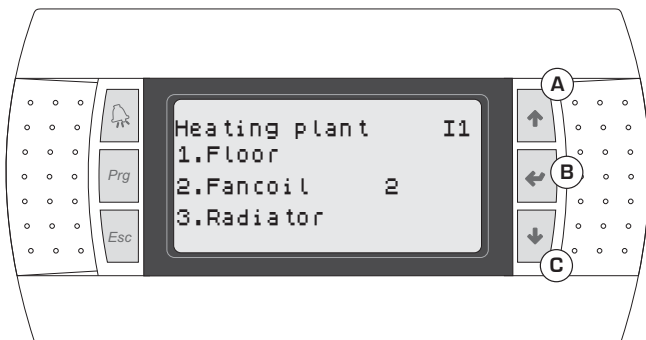 A
Heating plant I1
1.Floor
Prg
2.Fancoil 2
B
3.Radiator
Esc
C